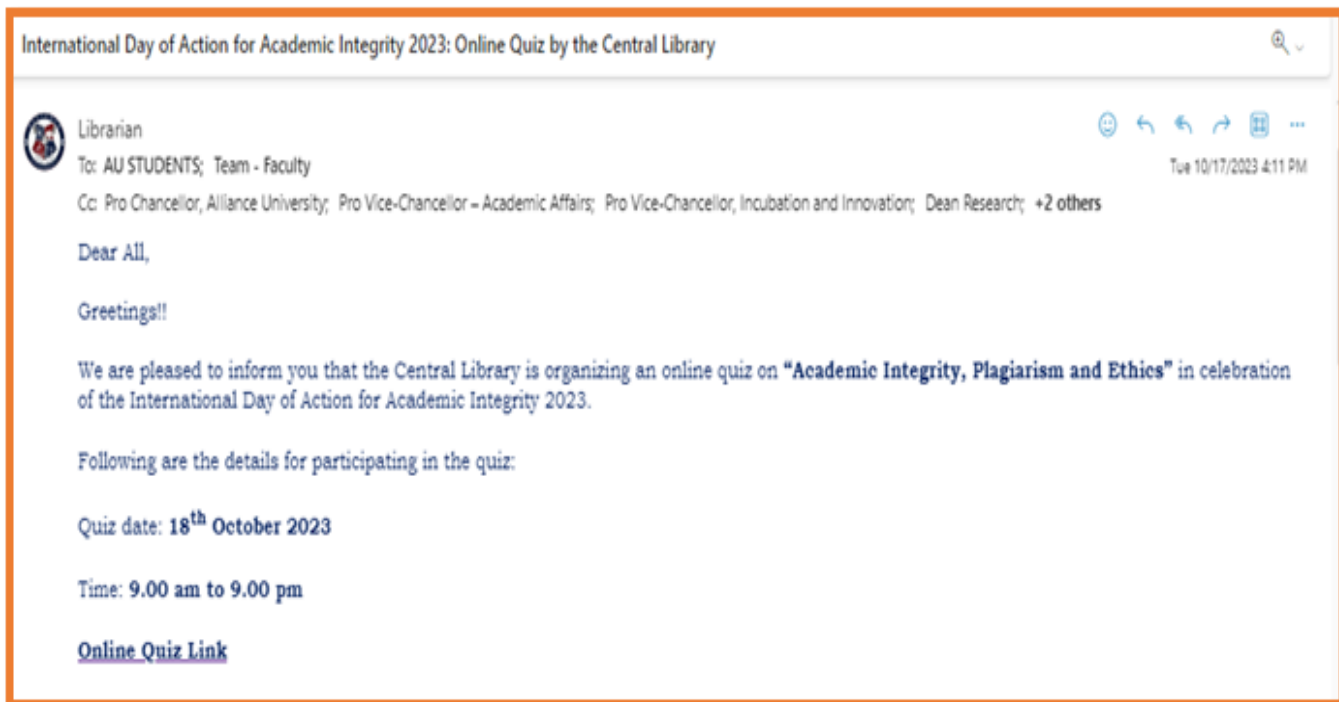 International Day of Action for Academic Integrity 2023: Online Quiz by the Central Library
Librarian
To: AU STUDENTS; Team - Faculty
Tue 10/17/2023 4:11 PM
Cc: Pro Chancellor, Alliance University; Pro Vice-Chancellor – Academic Affairs; Pro Vice-Chancellor, Incubation and Innovation; Dean Research; +2 others
Dear All,
Greetings!!
We are pleased to inform you that the Central Library is organizing an online quiz on “Academic Integrity, Plagiarism and Ethics” in celebration
of the International Day of Action for Academic Integrity 2023.
Following are the details for participating in the quiz:
Quiz date: 18th October 2023
Time: 9.00 am to 9.00 pm
Online Quiz Link